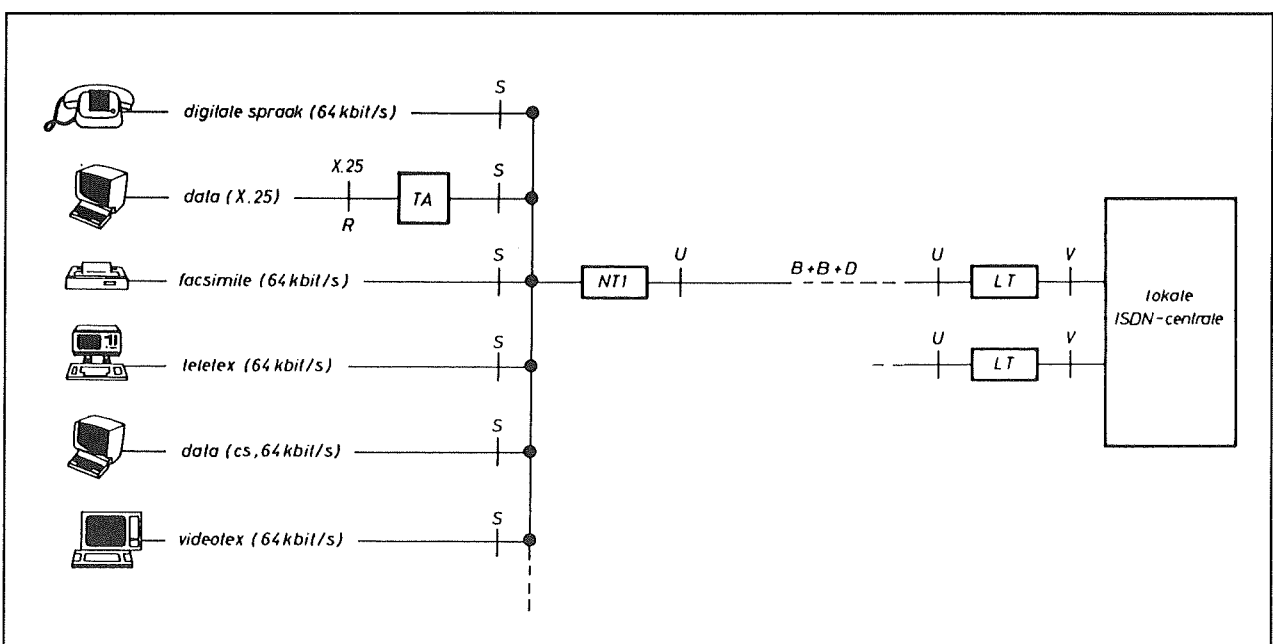 S
digitale spraak (64 kbit/s)
X.25
S
data (X.25)
TA
R
S
facsimile (64 kbit/s)
NT1
U
B+B+D
U
LT
V
lokale
ISDN-centrale
S
teletex (64 kbit/s)
U
LT
V
S
data (cs, 64 kbit/s)
S
videotex (64 kbit/s)